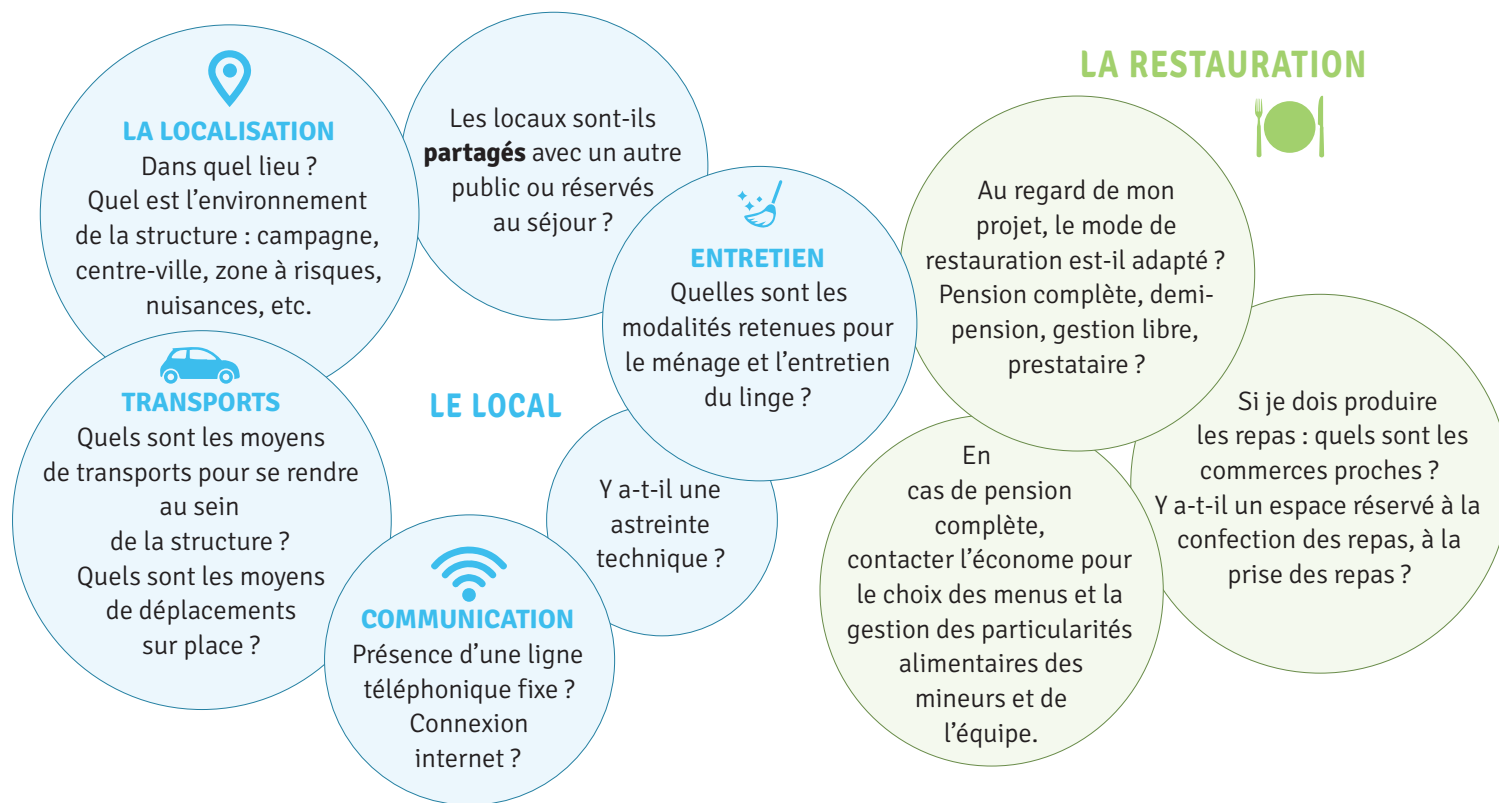 LA LOCALISATION
Dans quel lieu ?
Quel est l'environnement
de la structure : campagne,
centre-ville, zone à risques,
nuisances, etc.
Les locaux sont-ils
partagés avec un autre
public ou réservés
au séjour ?
ENTRETIEN
Quelles sont les
modalités retenues pour
le ménage et l'entretien
du linge ?
LE LOCAL
TRANSPORTS
Quels sont les moyens
de transports pour se rendre
au sein
de la structure ?
Quels sont les moyens
de déplacements
sur place ?
Y a-t-il une
astreinte
technique ?
COMMUNICATION
Présence d'une ligne
téléphonique fixe ?
Connexion
internet ?
LA RESTAURATION
Au regard de mon
projet, le mode de
restauration est-il adapté ?
Pension complète, demi-
pension, gestion libre,
prestataire ?
Si je dois produire
les repas : quels sont les
commerces proches ?
Y a-t-il un espace réservé à la
confection des repas, à la
prise des repas ?
En
cas de pension
complète,
contacter l'économe pour
le choix des menus et la
gestion des particularités
alimentaires des
mineurs et de
l'équipe.